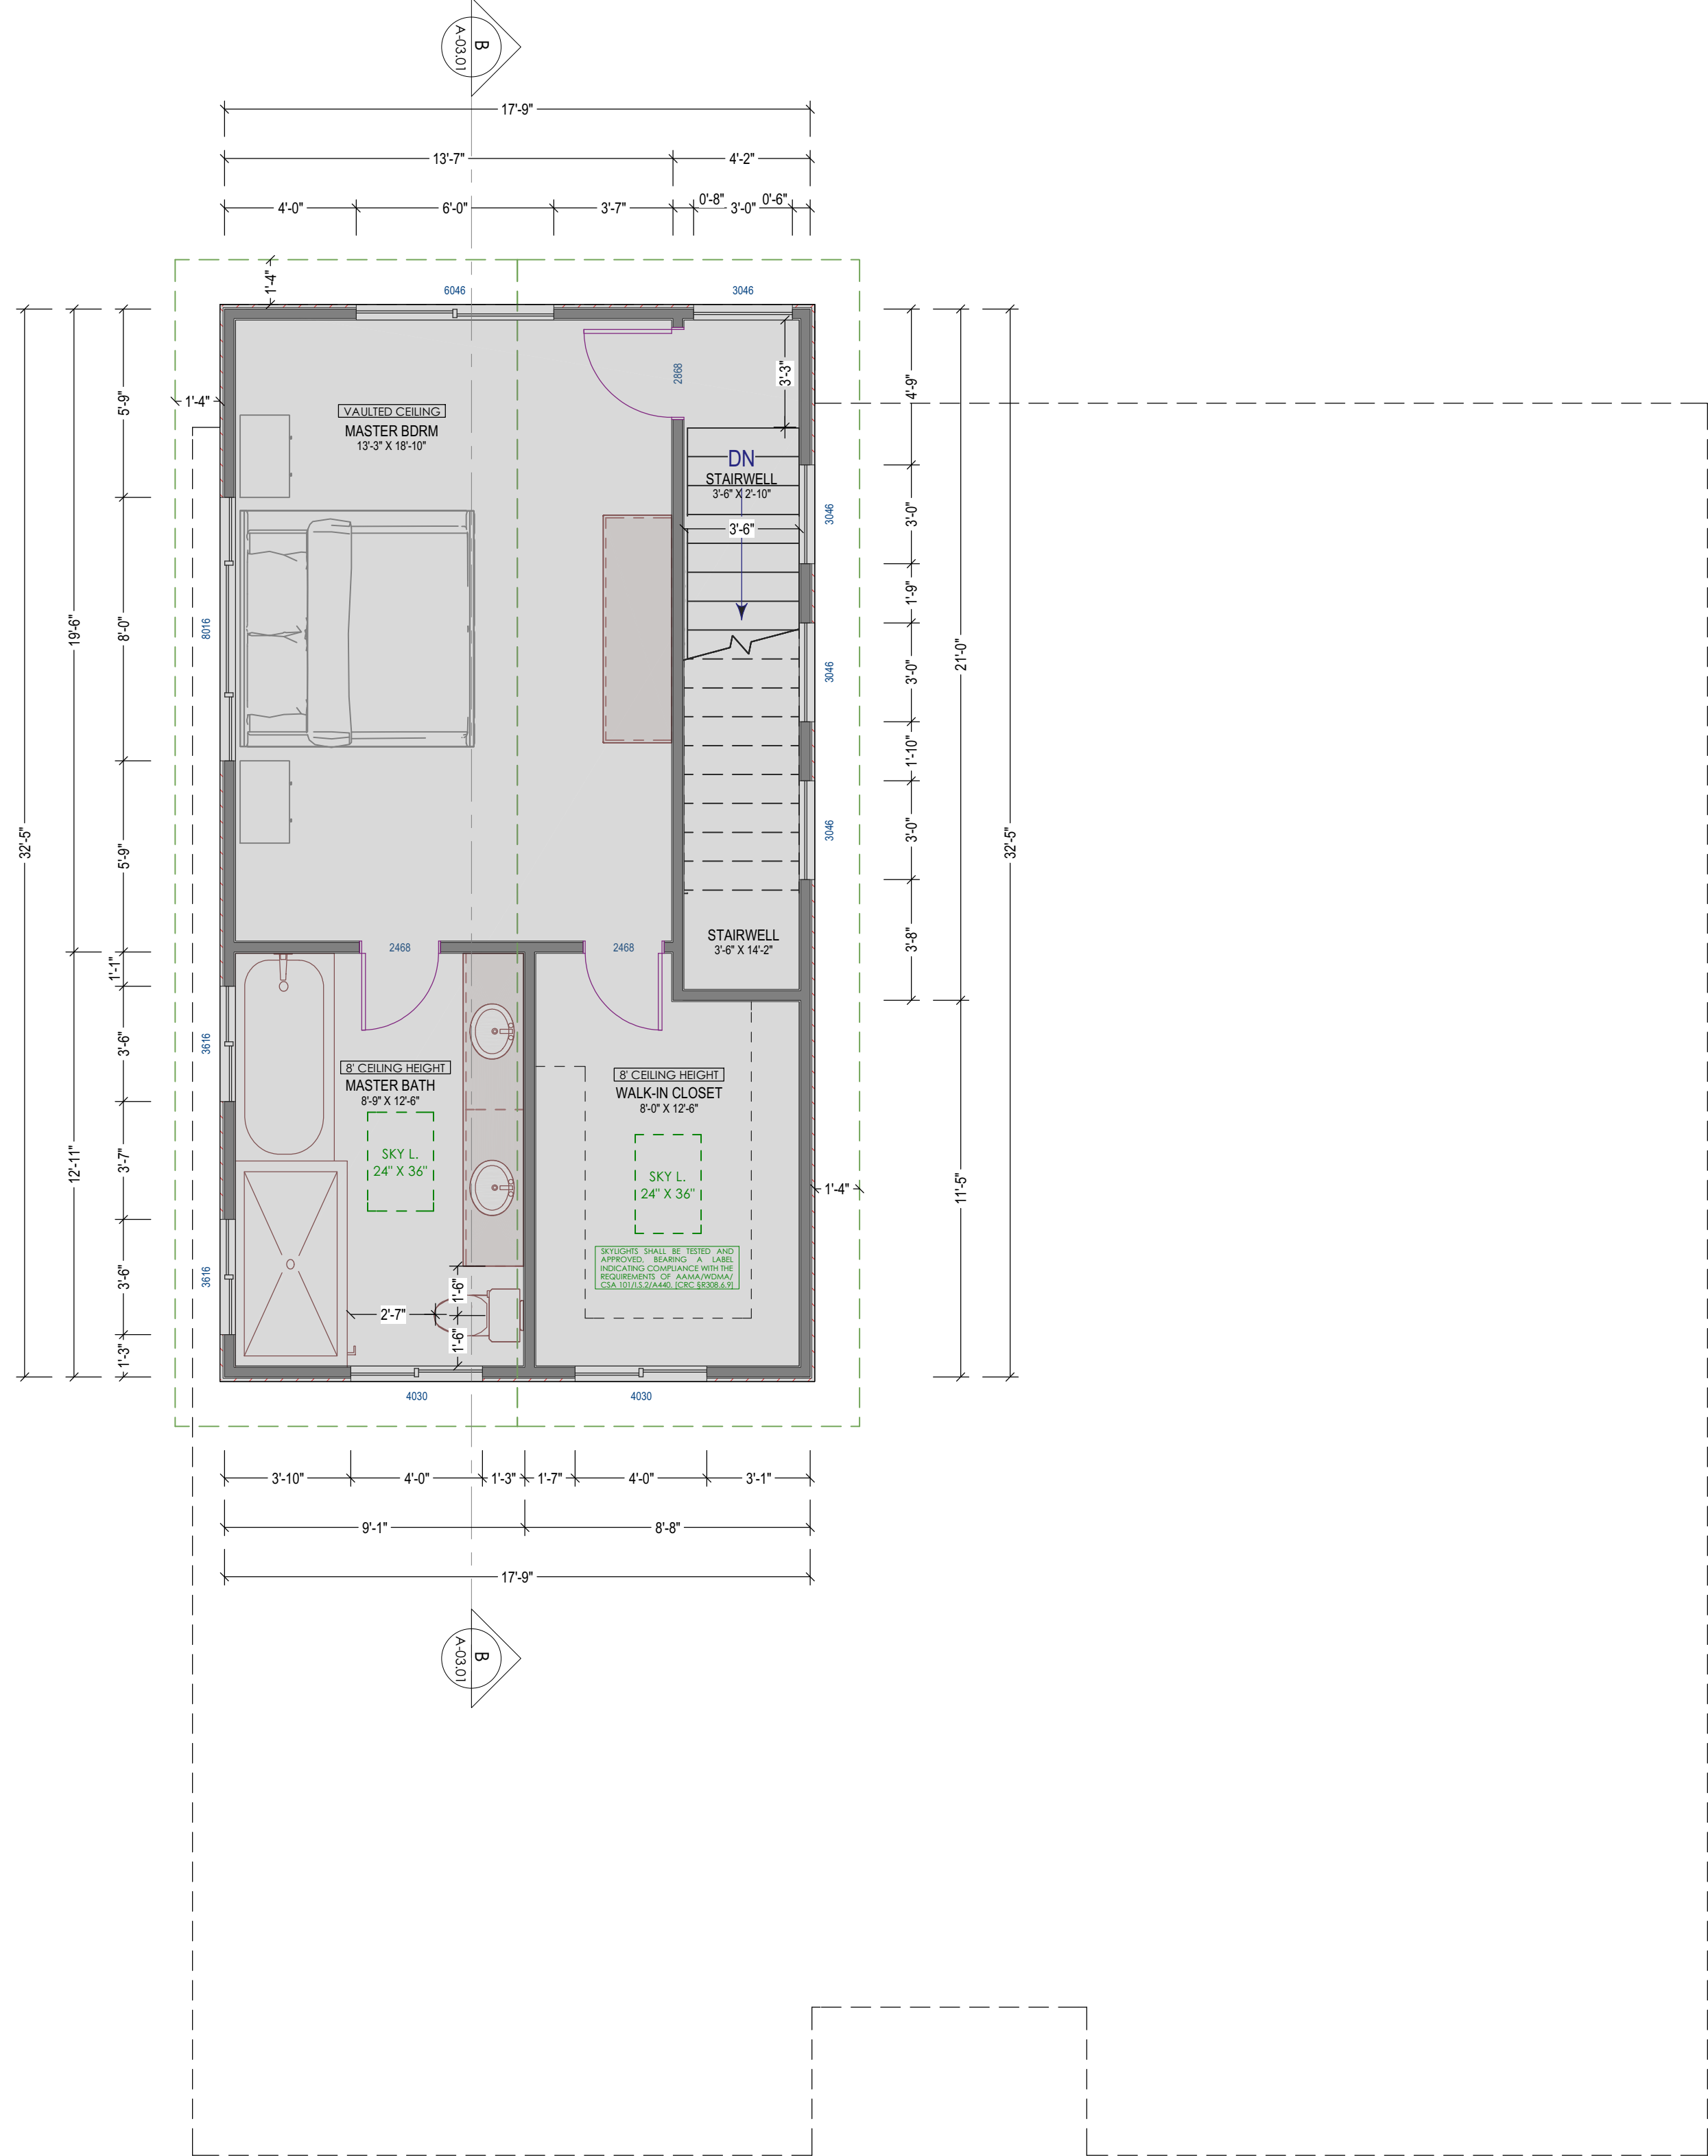 B
A-03.01
17'-9"
13'-7"
4'-2"
4'-0"
6'-0"
3'-7"
0'-8"
3'-0"
0'-6"
1'-4"
6046
3046
1'-4"
5'-9"
VAULTED CEILING
MASTER BDRM
13'-3" X 18'-10"
2868
3'-3"
4'-9"
DN
STAIRWELL
3'-6" X 2'-10"
3'-6"
3046
3'-0"
1'-9"
8016
8'-0"
19'-6"
3046
3'-0"
21'-0"
1'-10"
3046
3'-0"
32'-5"
5'-9"
32'-5"
STAIRWELL
3'-6" X 14'-2"
3'-8"
2468
2468
1'-1"
3616
3'-6"
8' CEILING HEIGHT
MASTER BATH
8'-9" X 12'-6"
8' CEILING HEIGHT
WALK-IN CLOSET
8'-0" X 12'-6"
12'-11"
3'-7"
SKY L.
24" X 36"
SKY L.
24" X 36"
1'-4"
11'-5"
SKYLIGHTS SHALL BE TESTED AND
APPROVED, BEARING A LABEL
INDICATING COMPLIANCE WITH THE
REQUIREMENTS OF AAMA/WDMA/
CSA 101/I.S.2/A440. [CRC §R308.6.9]
3616
3'-6"
1'-6"
2'-7"
1'-6"
1'-3"
4030
4030
3'-10"
4'-0"
1'-3"
1'-7"
4'-0"
3'-1"
9'-1"
8'-8"
17'-9"
B
A-03.01